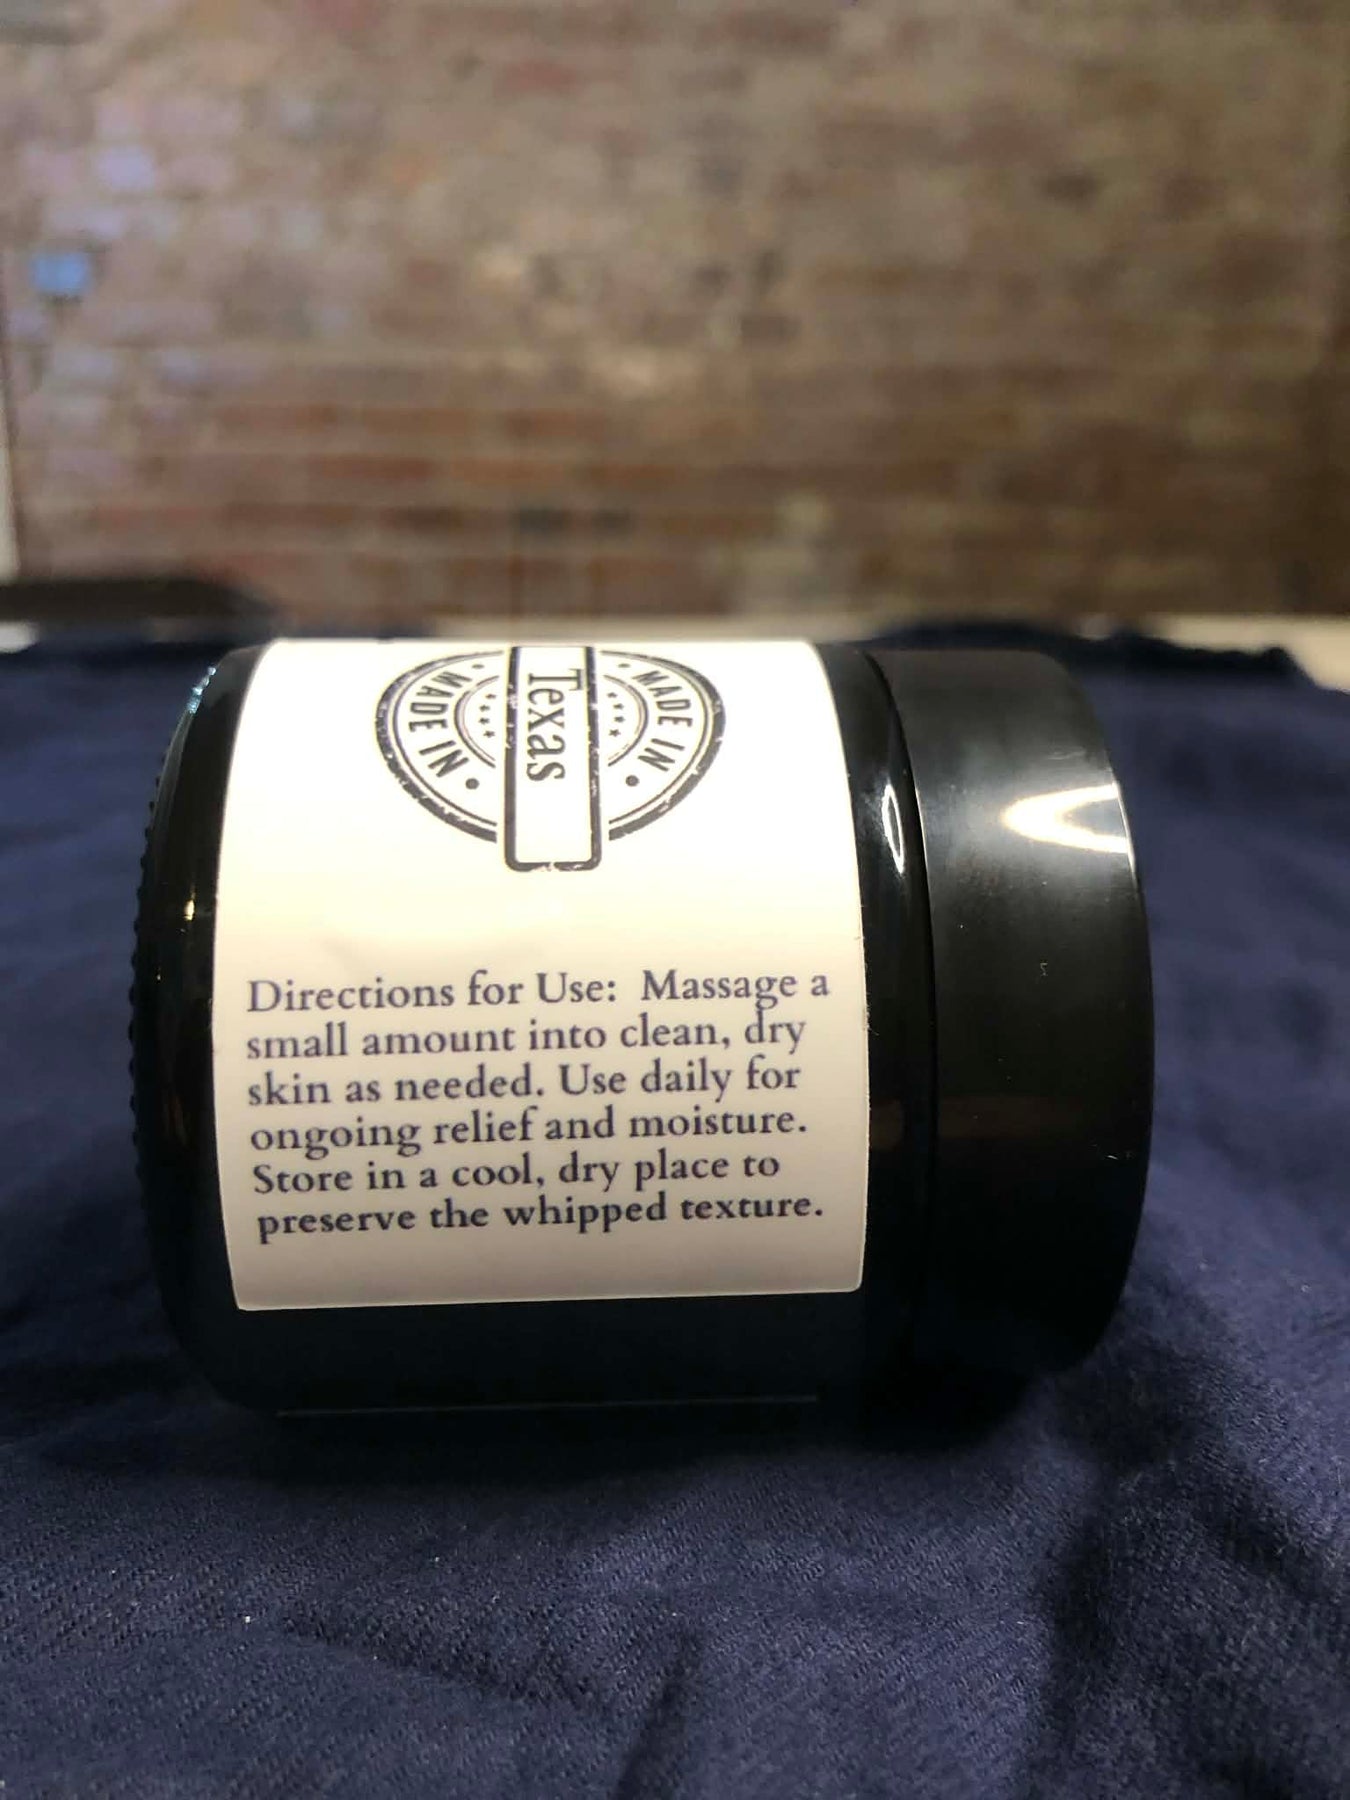 MADE IN
Texas
MADE IN
Directions for Use:  Massage a
small amount into clean, dry
skin as needed. Use daily for
ongoing relief and moisture.
Store in a cool, dry place to
preserve the whipped texture.